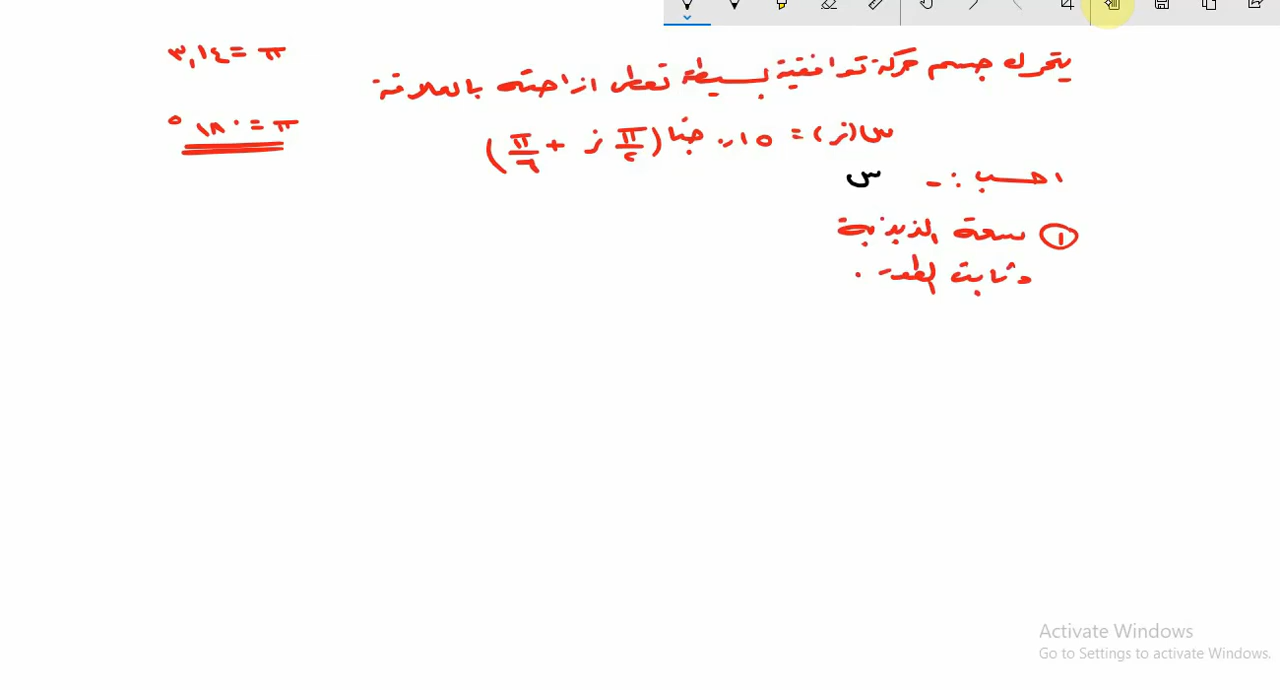 يتحرك جسم حركة توافقية بسيطة تعطى ازاحته بالعلاقة
س(ز) = ٠,١٥ جتا (π/٢ ز + π/٦)
احسب :- س
① سعة الذبذبة
وثابت الطور .
π = ٣,١٤
π = ١٨٠°
Activate Windows
Go to Settings to activate Windows.